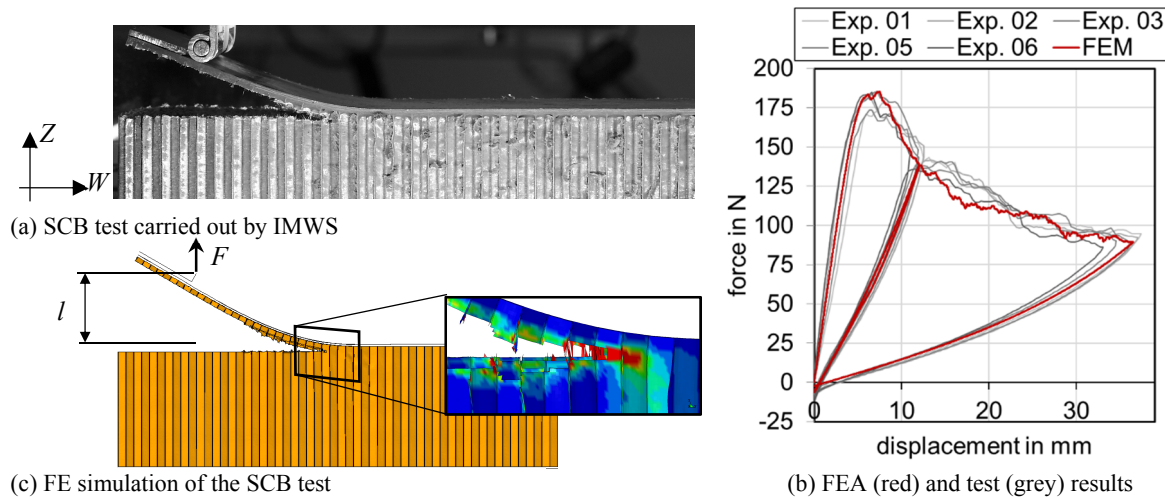 Z
W
(a) SCB test carried out by IMWS
F
l
(c) FE simulation of the SCB test
Exp. 01 Exp. 02 Exp. 03
Exp. 05 Exp. 06 FEM
200
175
150
125
100
75
50
25
0
-25
0 10 20 30
force in N
displacement in mm
(b) FEA (red) and test (grey) results